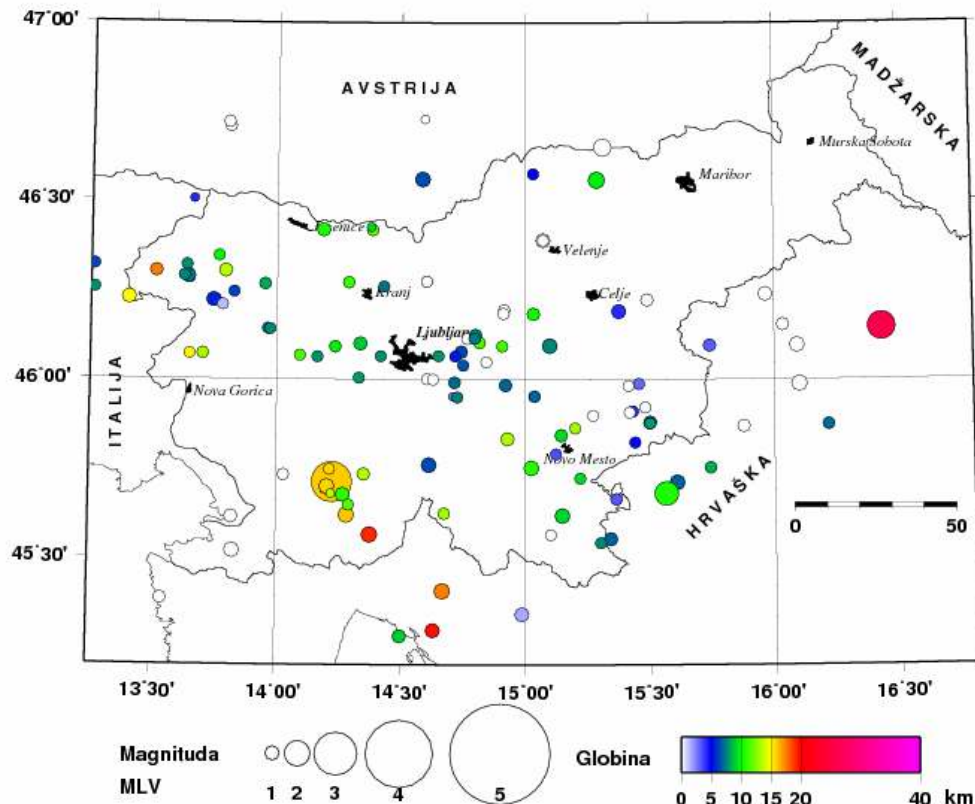 47˚00'
AVSTRIJA
MADŽARSKA
Murska Sobota
46˚30'
Maribor
Jesenice
Velenje
Kranj
Celje
Ljubljana
46˚00'
Nova Gorica
ITALIJA
Novo Mesto
HRVAŠKA
0 50
45˚30'
13˚30' 14˚00' 14˚30' 15˚00' 15˚30' 16˚00' 16˚30'
Magnituda
MLV
1 2 3 4 5
Globina
0 5 10 15 20 40 km